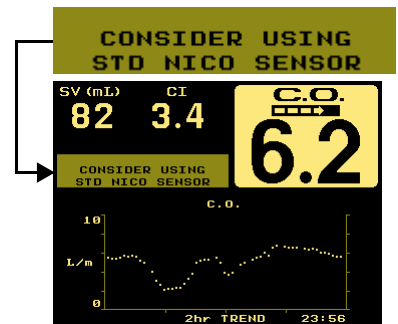 CONSIDER USING
STD NICO SENSOR
SV (mL) CI C.O.
82 3.4 6.2
CONSIDER USING
STD NICO SENSOR
C.O.
10
L/m
0
2hr TREND 23:56